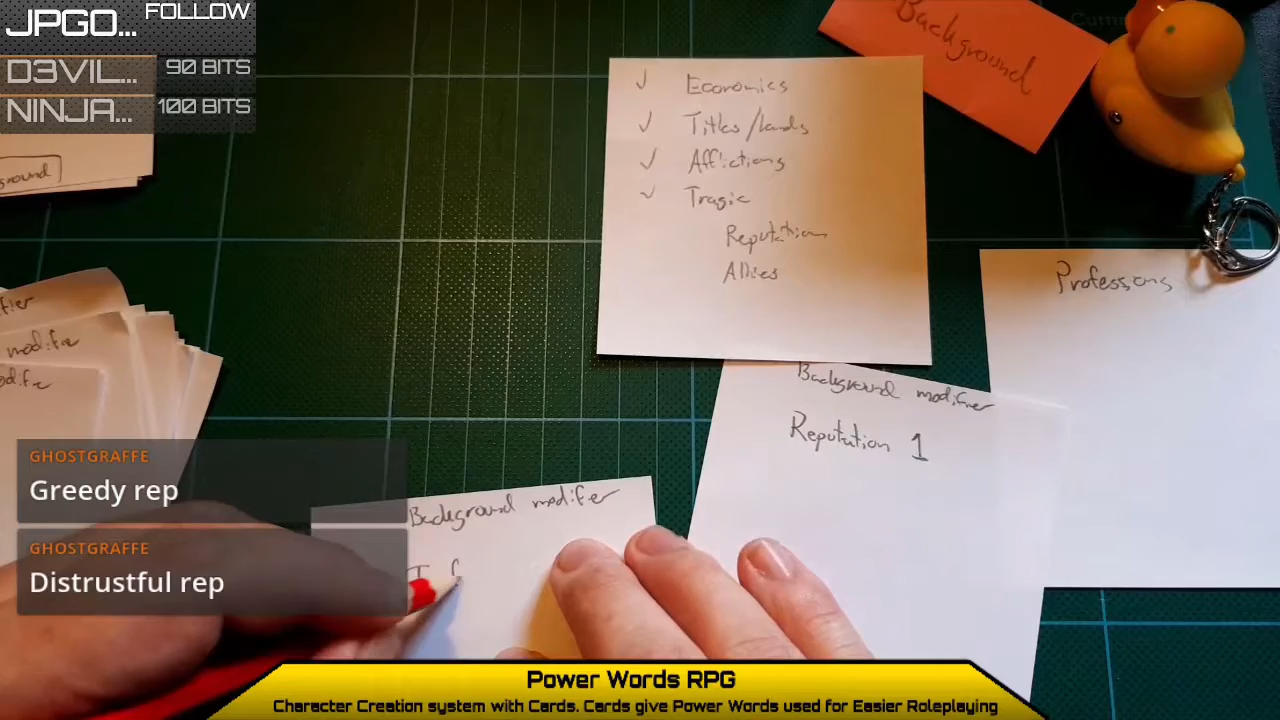 JPGO...
FOLLOW
D3VIL...
90 BITS
NINJA...
100 BITS
Background
✓ Economics
✓ Titles/lands
✓ Afflictions
✓ Tragic
Reputation
Allies
Professions
Background modifier
Reputation 1
Background modifier
modifier
GHOSTGRAFFE
Greedy rep
GHOSTGRAFFE
Distrustful rep
Power Words RPG
Character Creation system with Cards. Cards give Power Words used for Easier Roleplaying